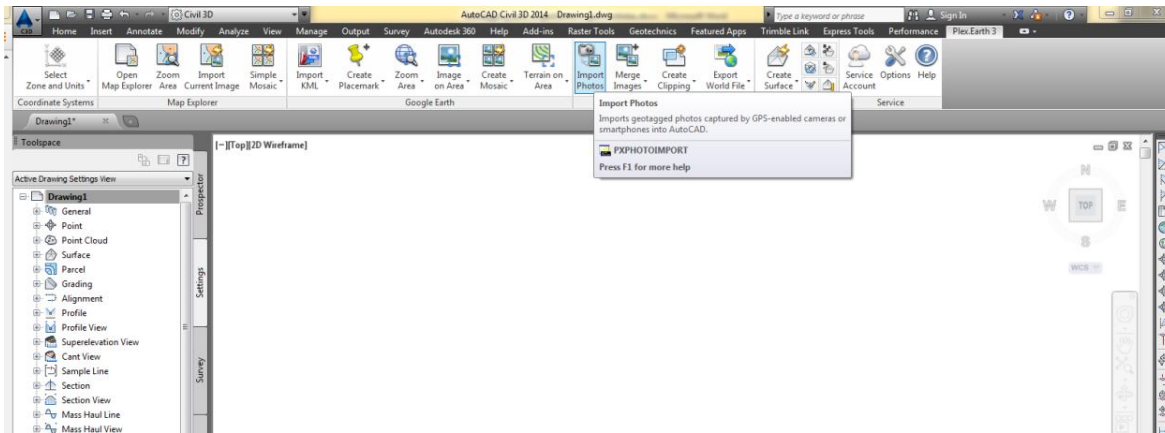 Civil 3D
AutoCAD Civil 3D 2014 Drawing1.dwg
Type a keyword or phrase
Sign In
C3D
Home Insert Annotate Modify Analyze View Manage Output Survey Autodesk 360 Help Add-ins Raster Tools Geotechnics Featured Apps Trimble Link Express Tools Performance Plex.Earth 3
Select Zone and Units
Open Map Explorer
Zoom Area
Import Current Image
Simple Mosaic
Import KML
Create Placemark
Zoom Area
Image on Area
Create Mosaic
Terrain on Area
Import Photos
Merge Images
Create Clipping
Export World File
Create Surface
Service Account
Options
Help
Coordinate Systems
Map Explorer
Google Earth
Service
Import Photos
Imports geotagged photos captured by GPS-enabled cameras or
smartphones into AutoCAD.
PXPHOTOIMPORT
Press F1 for more help
Drawing1*
Toolspace
Active Drawing Settings View
Drawing1
General
Point
Point Cloud
Surface
Parcel
Grading
Alignment
Profile
Profile View
Superelevation View
Cant View
Sample Line
Section
Section View
Mass Haul Line
Mass Haul View
Prospector
Settings
Survey
[−][Top][2D Wireframe]
N
W
TOP
E
S
WCS